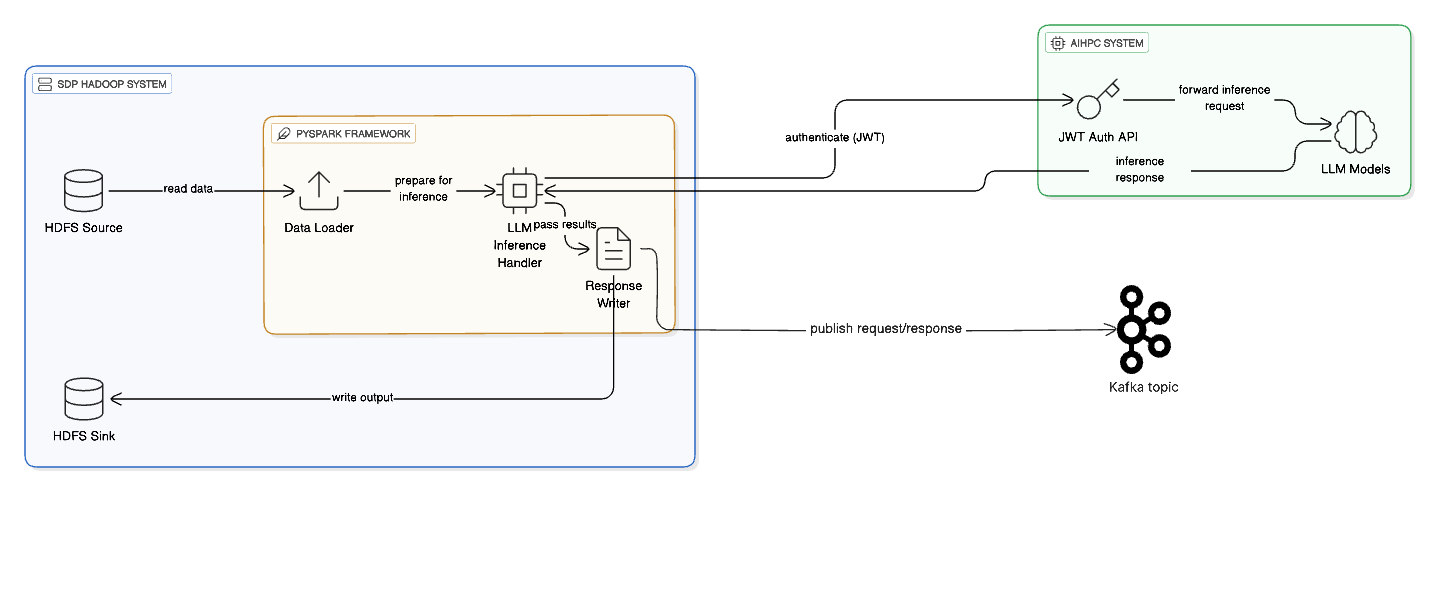 AIHPC SYSTEM
SDP HADOOP SYSTEM
PYSPARK FRAMEWORK
forward inference
request
authenticate (JWT)
JWT Auth API
inference
response
LLM Models
read data
prepare for
inference
HDFS Source
Data Loader
LLM
Inference
Handler
pass results
Response
Writer
publish request/response
Kafka topic
write output
HDFS Sink